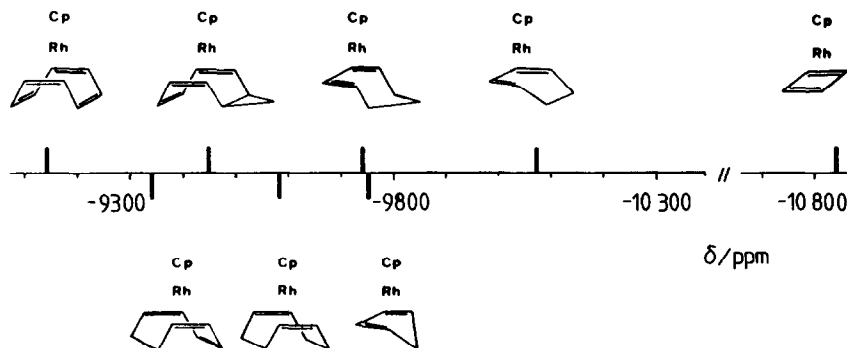 Cp Cp Cp Cp Cp
Rh Rh Rh Rh Rh
-9300 -9800 -10 300 // -10 800
δ/ppm
Cp Cp Cp
Rh Rh Rh